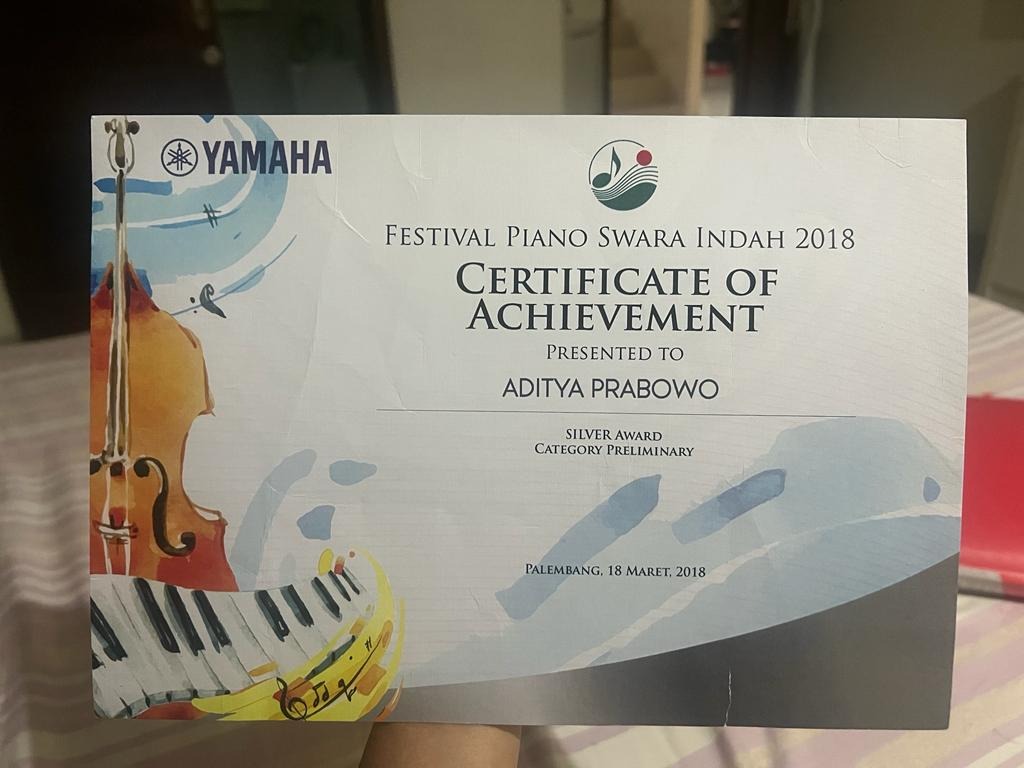 YAMAHA
Festival Piano Swara Indah 2018
Certificate of
Achievement
Presented to
ADITYA PRABOWO
SILVER Award
Category Preliminary
Palembang, 18 Maret, 2018